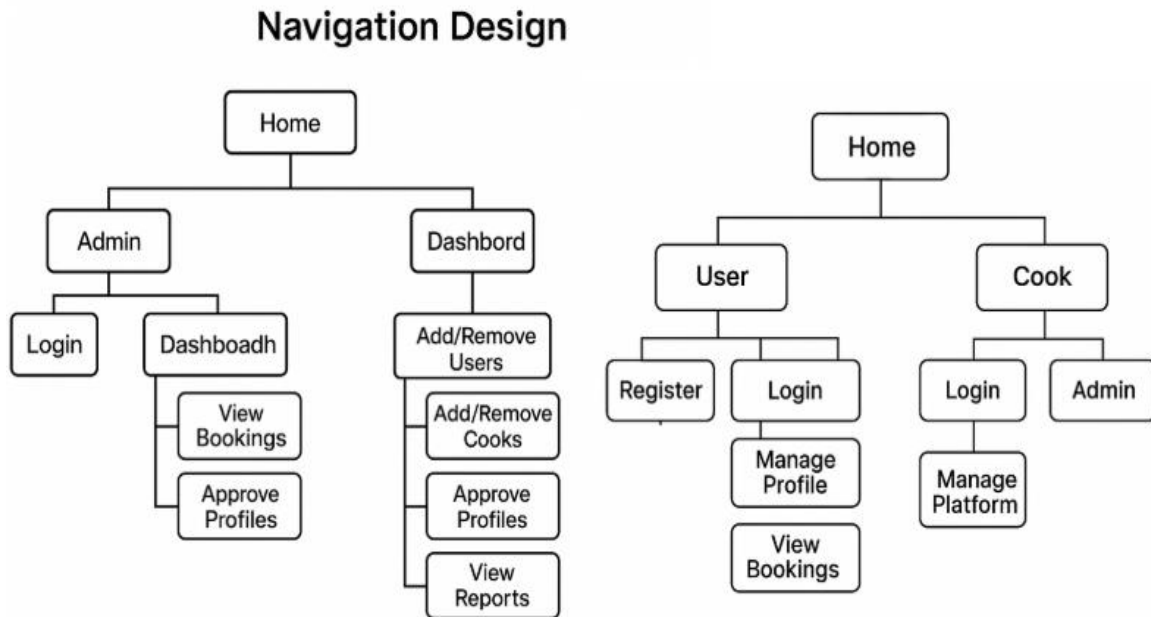 Navigation Design
Home
Admin
Dashbord
Login
Dashboadh
View
Bookings
Approve
Profiles
Add/Remove
Users
Add/Remove
Cooks
Approve
Profiles
View
Reports
Home
User
Cook
Register
Login
Manage
Profile
View
Bookings
Login
Admin
Manage
Platform